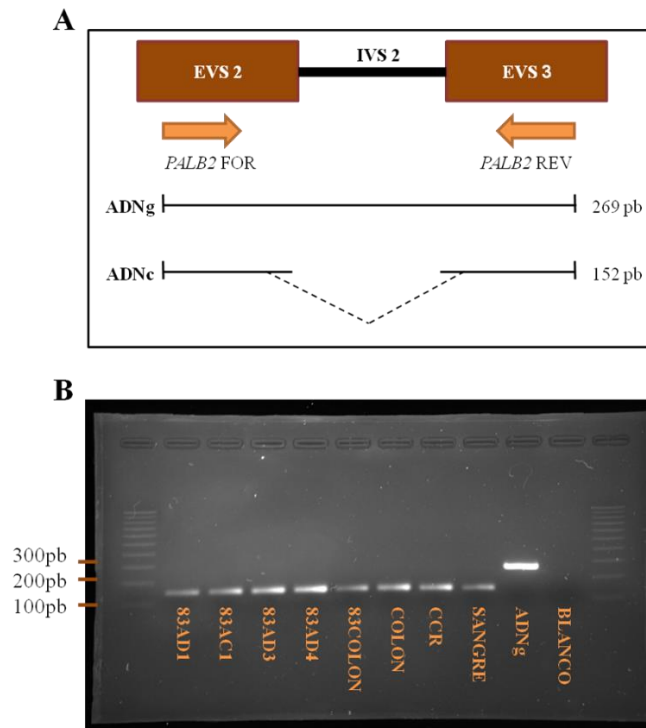 A
EVS 2
IVS 2
EVS 3
PALB2 FOR
PALB2 REV
ADNg
269 pb
ADNc
152 pb
B
300pb
200pb
100pb
83AD1
83AC1
83AD3
83AD4
83COLON
COLON
CCR
SANGRE
ADNg
BLANCO